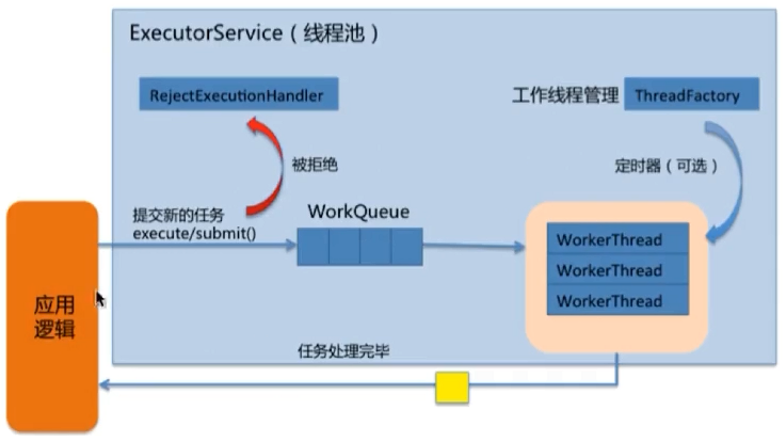 ExecutorService（线程池）
RejectExecutionHandler
工作线程管理
ThreadFactory
被拒绝
定时器（可选）
提交新的任务
execute/submit()
WorkQueue
WorkerThread
WorkerThread
WorkerThread
应用
逻辑
任务处理完毕